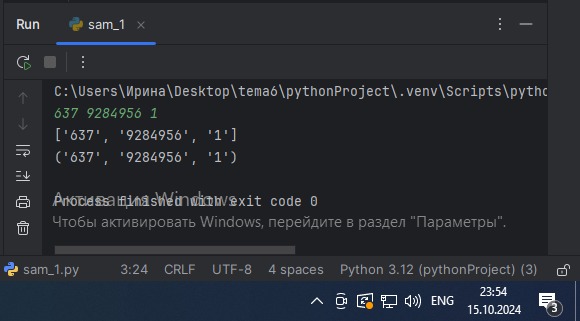 Run sam_1
C:\Users\Ирина\Desktop\tema6\pythonProject\.venv\Scripts\pytho
637 9284956 1
['637', '9284956', '1']
('637', '9284956', '1')
Активация Windows
Process finished with exit code 0
Чтобы активировать Windows, перейдите в раздел "Параметры".
sam_1.py 3:24 CRLF UTF-8 4 spaces Python 3.12 (pythonProject) (3)
ENG 23:54
15.10.2024 3